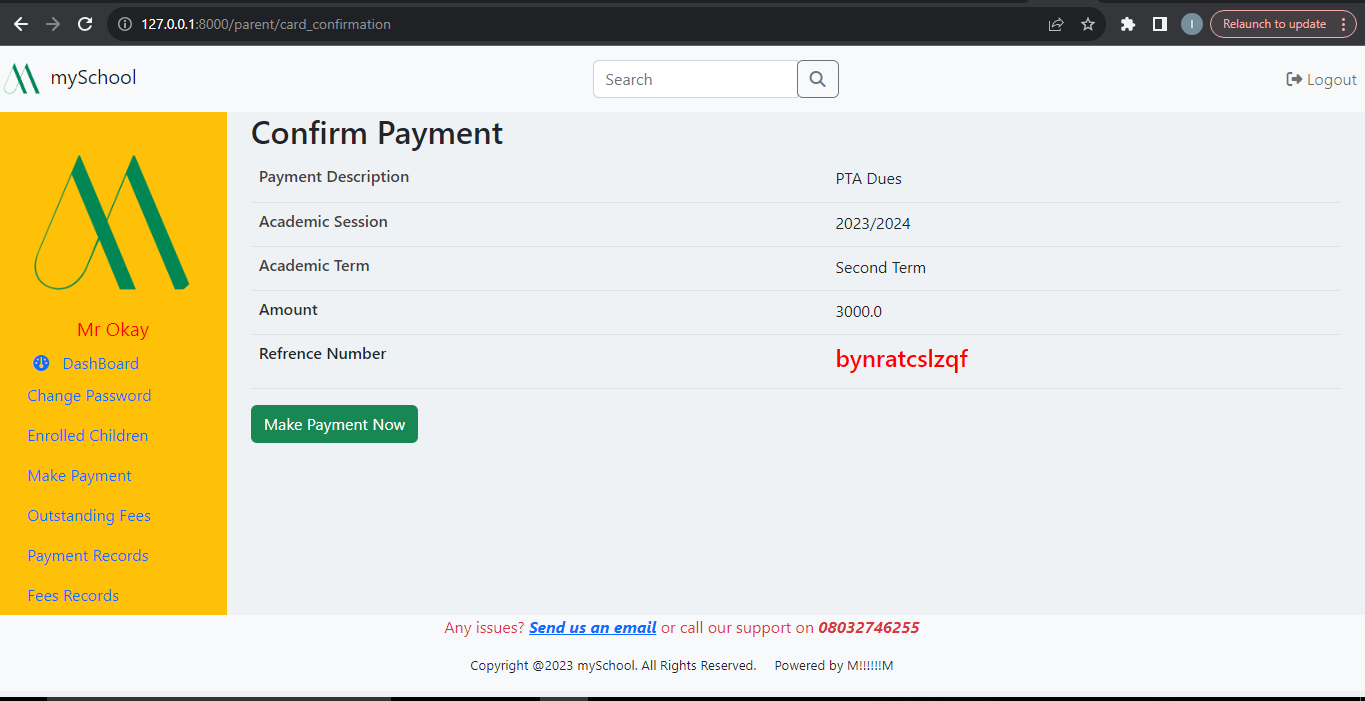 127.0.0.1:8000/parent/card_confirmation
I
Relaunch to update
mySchool
Search
Logout
Confirm Payment
Payment Description PTA Dues
Academic Session 2023/2024
Academic Term Second Term
Amount 3000.0
Refrence Number bynratcslzqf
Make Payment Now
Mr Okay
DashBoard
Change Password
Enrolled Children
Make Payment
Outstanding Fees
Payment Records
Fees Records
Any issues? Send us an email or call our support on 08032746255
Copyright @2023 mySchool. All Rights Reserved. Powered by M!!!!!!M